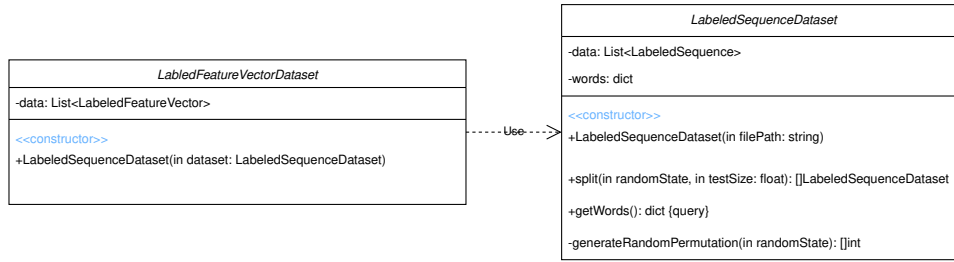 LabledFeatureVectorDataset
-data: List<LabeledFeatureVector>
<<constructor>>
+LabeledSequenceDataset(in dataset: LabeledSequenceDataset)
Use
LabeledSequenceDataset
-data: List<LabeledSequence>
-words: dict
<<constructor>>
+LabeledSequenceDataset(in filePath: string)
+split(in randomState, in testSize: float): []LabeledSequenceDataset
+getWords(): dict {query}
-generateRandomPermutation(in randomState): []int